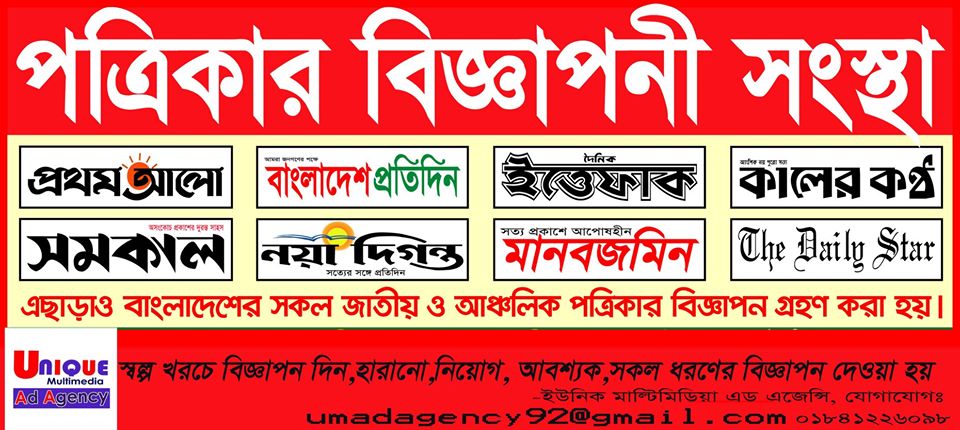 পত্রিকার বিজ্ঞাপনী সংস্থা
প্রথম আলো
আমরা জনগণের পক্ষে
বাংলাদেশ প্রতিদিন
দৈনিক
ইত্তেফাক
আংশিক নয় পুরো সত্য
কালের কণ্ঠ
অসংকোচ প্রকাশের দুরন্ত সাহস
সমকাল
নয়া দিগন্ত
সত্যের সঙ্গে প্রতিদিন
সত্য প্রকাশে আপোষহীন
মানবজমিন
The Daily Star
এছাড়াও বাংলাদেশের সকল জাতীয় ও আঞ্চলিক পত্রিকার বিজ্ঞাপন গ্রহণ করা হয়।
UNIQUE
Multimedia
Ad Agency
স্বল্প খরচে বিজ্ঞাপন দিন,হারানো,নিয়োগ, আবশ্যক,সকল ধরণের বিজ্ঞাপন দেওয়া হয়
-ইউনিক মাল্টিমিডিয়া এড এজেন্সি, যোগাযোগঃ
umadagency92@gmail.com ০১৮৪১২২৬০৯৮